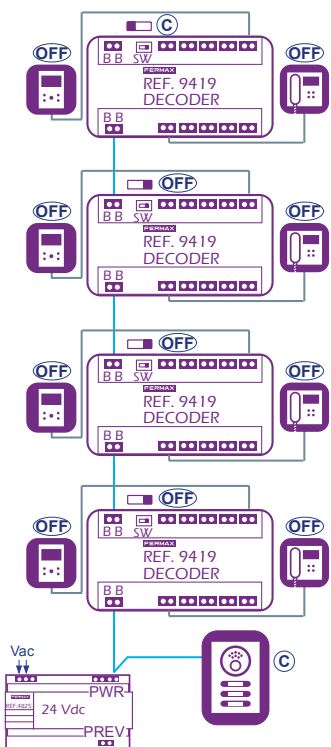 C
OFF
OFF
B B SW
FERMAX
REF. 9419
DECODER
B B
OFF
OFF
OFF
B B SW
FERMAX
REF. 9419
DECODER
B B
OFF
OFF
OFF
B B SW
FERMAX
REF. 9419
DECODER
B B
OFF
OFF
OFF
B B SW
FERMAX
REF. 9419
DECODER
B B
Vac
C
PWR
FERMAX
REF.4825
24 Vdc
PREV